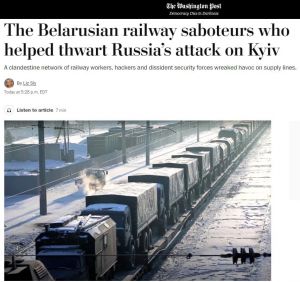 The Washington Post
Democracy Dies in Darkness
The Belarusian railway saboteurs who
helped thwart Russia's attack on Kyiv
A clandestine network of railway workers, hackers and dissident security forces wreaked havoc on supply lines.
By Liz Sly
Today at 5:28 p.m. EDT
Listen to article 7 min